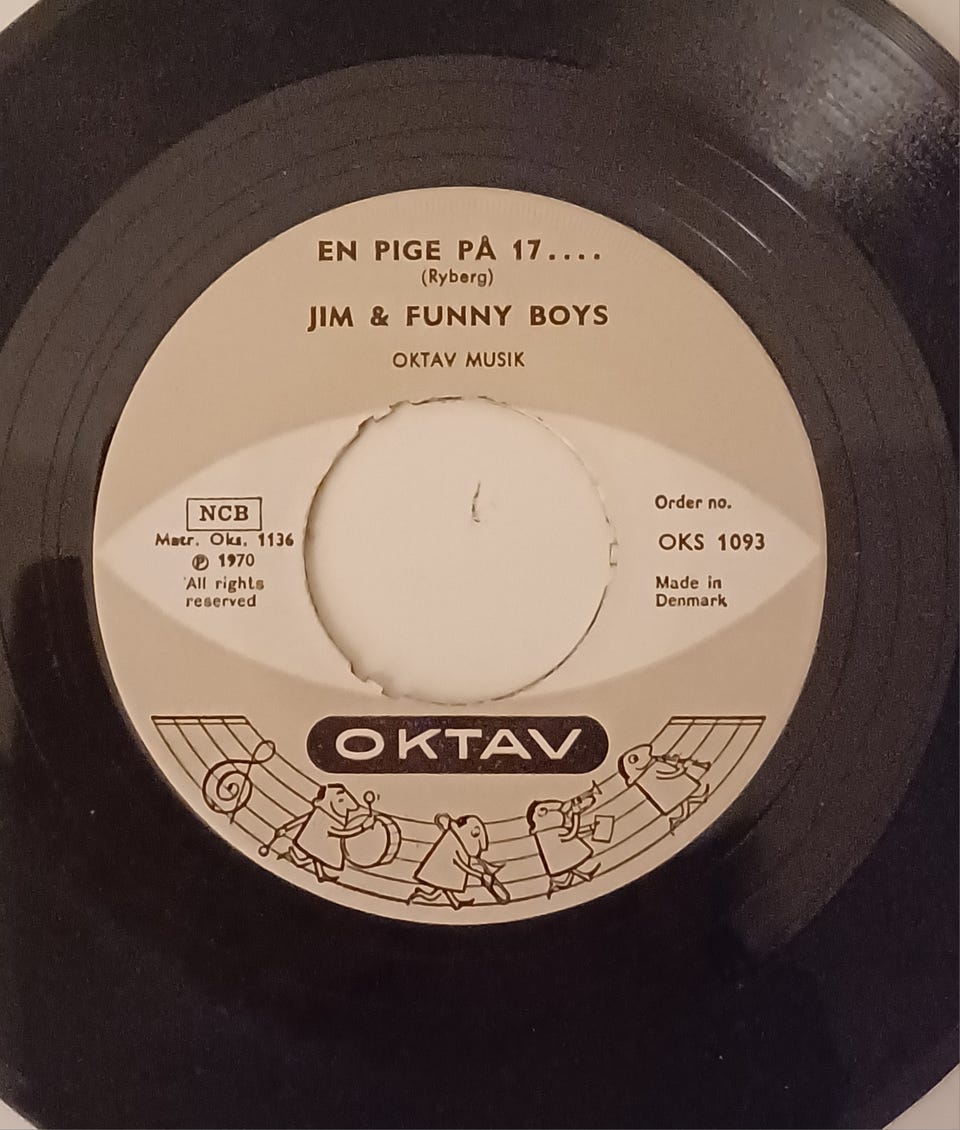 EN PIGE PÅ 17....
(Ryberg)
JIM & FUNNY BOYS
OKTAV MUSIK
NCB
Matr. Oks. 1136
℗ 1970
All rights
reserved
Order no.
OKS 1093
Made in
Denmark
OKTAV